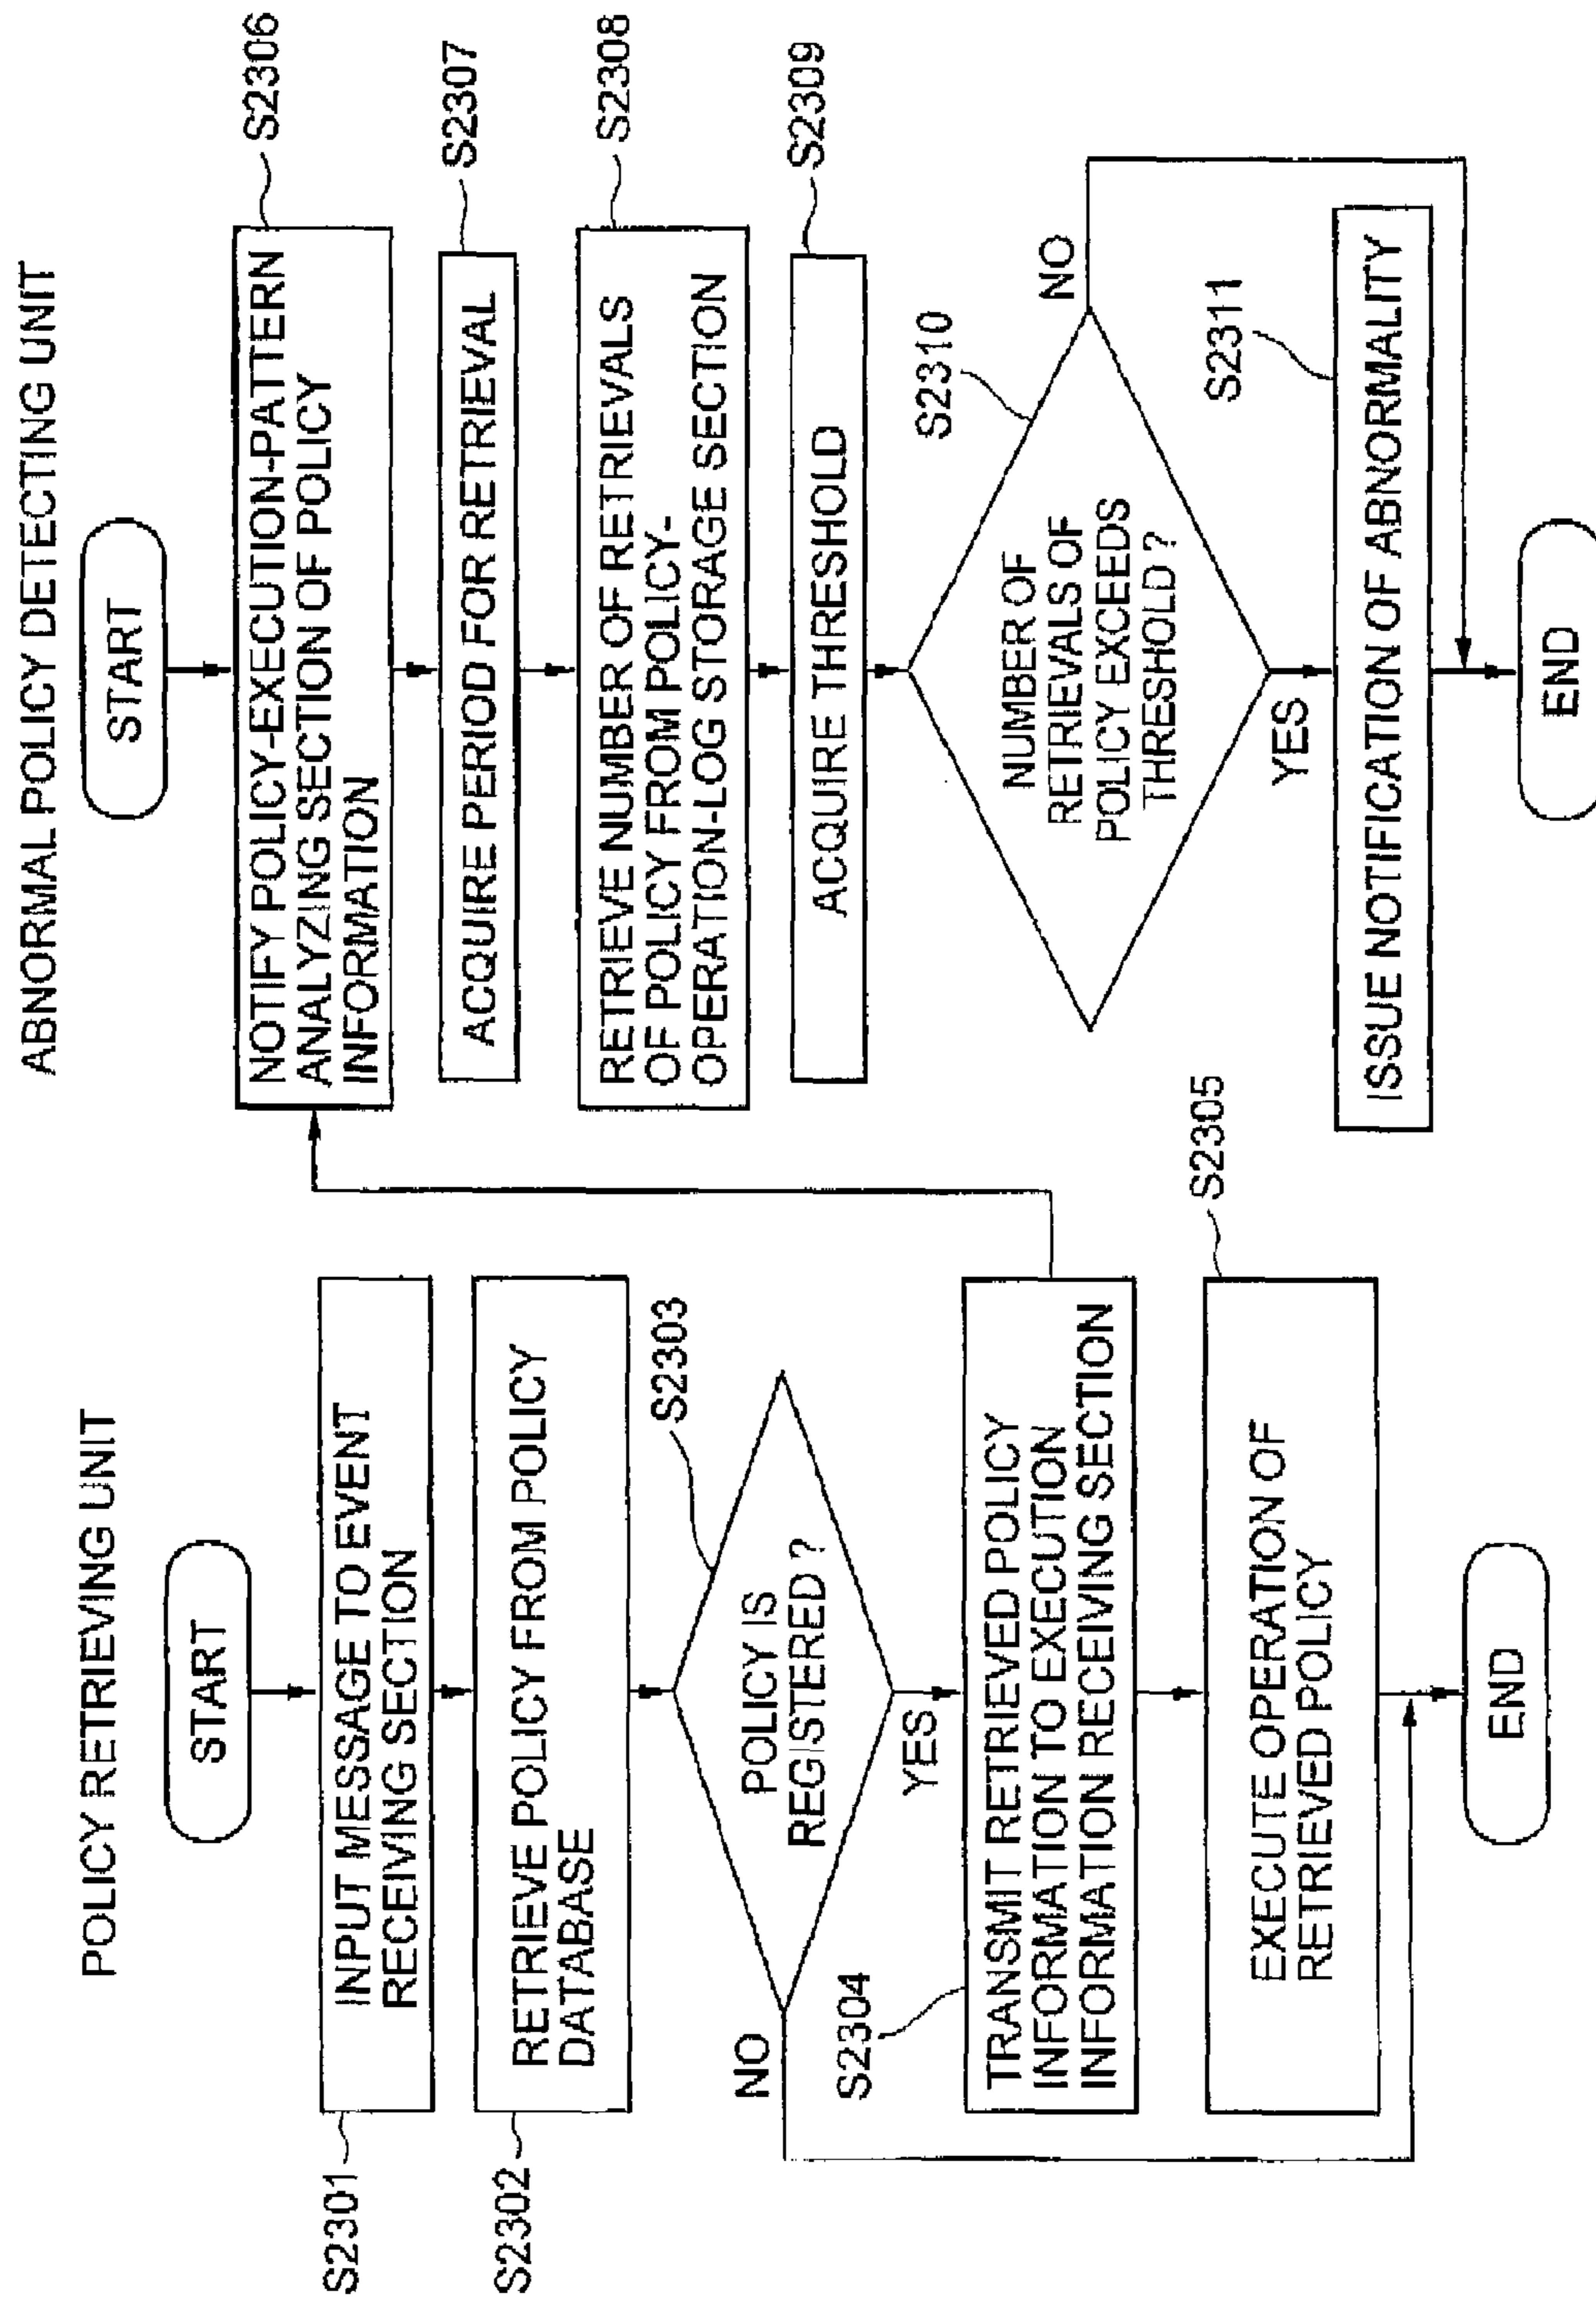 POLICY RETRIEVING UNIT
START
S2301
INPUT MESSAGE TO EVENT
RECEIVING SECTION
S2302
RETRIEVE POLICY FROM POLICY
DATABASE
S2303
POLICY IS
REGISTERED ?
NO
YES
S2304
TRANSMIT RETRIEVED POLICY
INFORMATION TO EXECUTION
INFORMATION RECEIVING SECTION
S2305
EXECUTE OPERATION OF
RETRIEVED POLICY
END
ABNORMAL POLICY DETECTING UNIT
START
S2306
NOTIFY POLICY-EXECUTION-PATTERN
ANALYZING SECTION OF POLICY
INFORMATION
S2307
ACQUIRE PERIOD FOR RETRIEVAL
S2308
RETRIEVE NUMBER OF RETRIEVALS
OF POLICY FROM POLICY-
OPERATION-LOG STORAGE SECTION
S2309
ACQUIRE THRESHOLD
S2310
NUMBER OF
RETRIEVALS OF
POLICY EXCEEDS
THRESHOLD ?
NO
YES
S2311
ISSUE NOTIFICATION OF ABNORMALITY
END